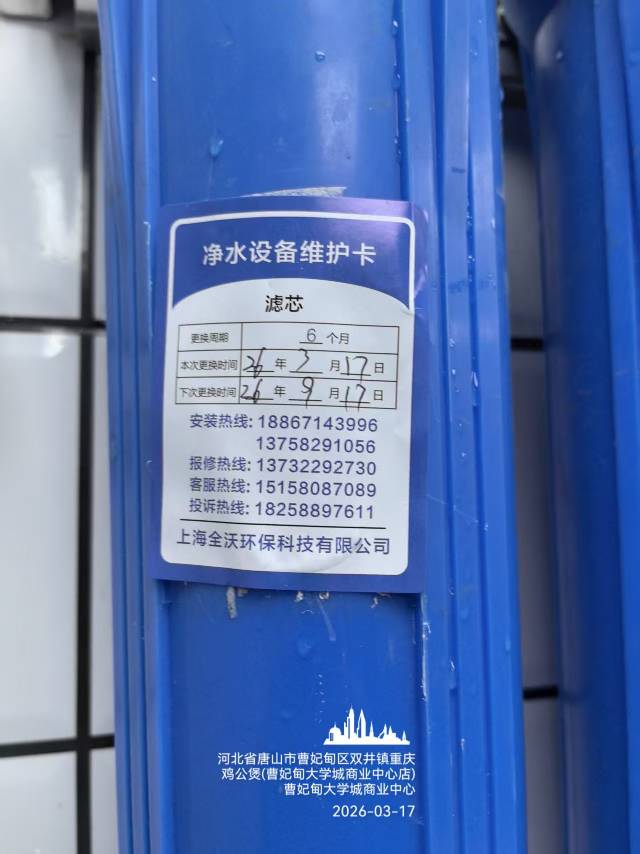 净水设备维护卡
滤芯
更换周期 6 个月
本次更换时间 26 年 3 月 17 日
下次更换时间 26 年 9 月 17 日
安装热线: 18867143996
13758291056
报修热线: 13732292730
客服热线: 15158087089
投诉热线: 18258897611
上海全沃环保科技有限公司
河北省唐山市曹妃甸区双井镇重庆
鸡公煲(曹妃甸大学城商业中心店)
曹妃甸大学城商业中心
2026-03-17